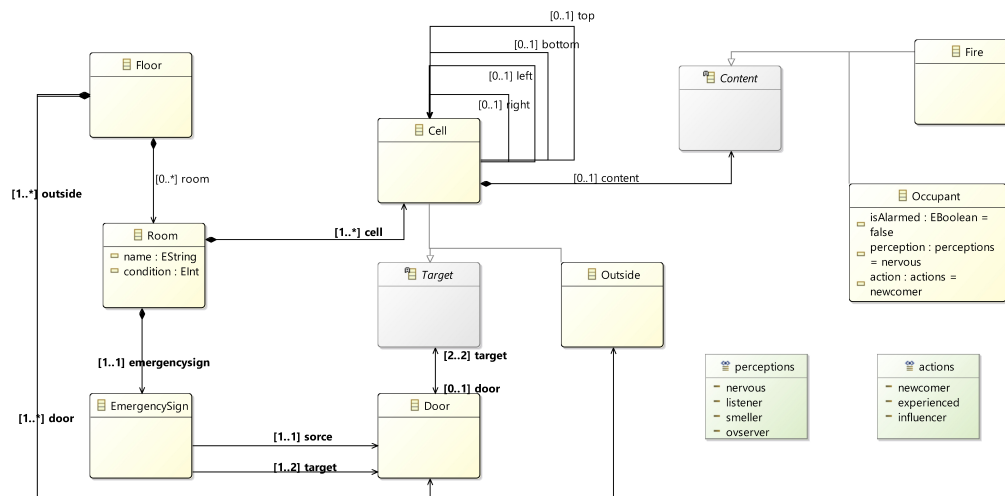 [0..1] top
[0..1] bottom
[0..1] left
[0..1] right
Floor
Cell
Content
Fire
[0..*] room
[0..1] content
[1..*] outside
Room
name : EString
condition : EInt
[1..*] cell
Occupant
isAlarmed : EBoolean =
false
perception : perceptions
= nervous
action : actions =
newcomer
Target
Outside
[1..1] emergencysign
[2..2] target
[0..1] door
perceptions
nervous
listener
smeller
ovserver
actions
newcomer
experienced
influencer
EmergencySign
Door
[1..*] door
[1..1] sorce
[1..2] target